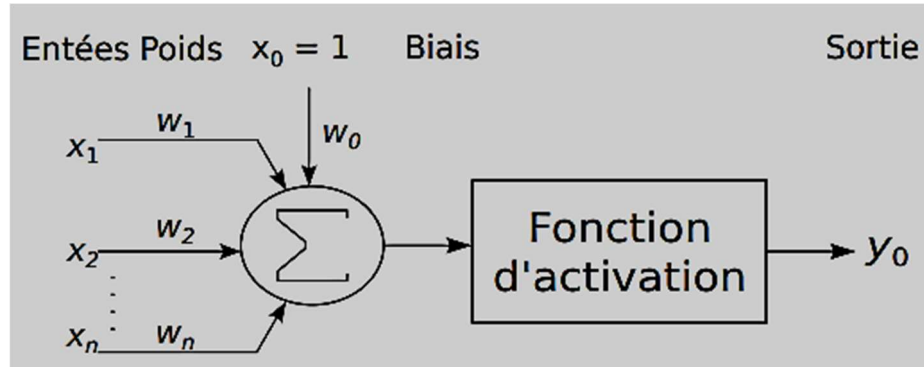 Entées Poids x₀ = 1 Biais Sortie
w₁
w₀
x₁
w₂
Σ
Fonction
d'activation
y₀
x₂
wₙ
xₙ